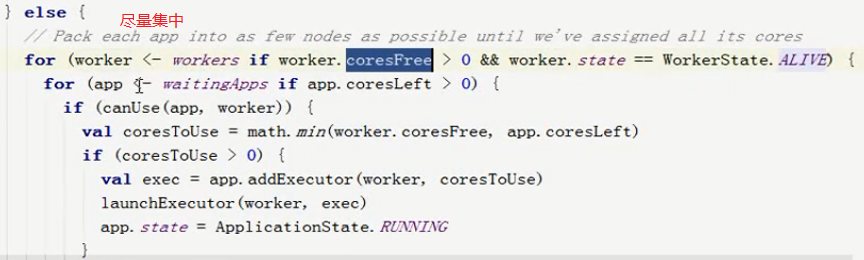 } else {
尽量集中
// Pack each app into as few nodes as possible until we've assigned all its cores
for (worker <- workers if worker.coresFree > 0 && worker.state == WorkerState.ALIVE) {
for (app <- waitingApps if app.coresLeft > 0) {
if (canUse(app, worker)) {
val coresToUse = math.min(worker.coresFree, app.coresLeft)
if (coresToUse > 0) {
val exec = app.addExecutor(worker, coresToUse)
launchExecutor(worker, exec)
app.state = ApplicationState.RUNNING
}